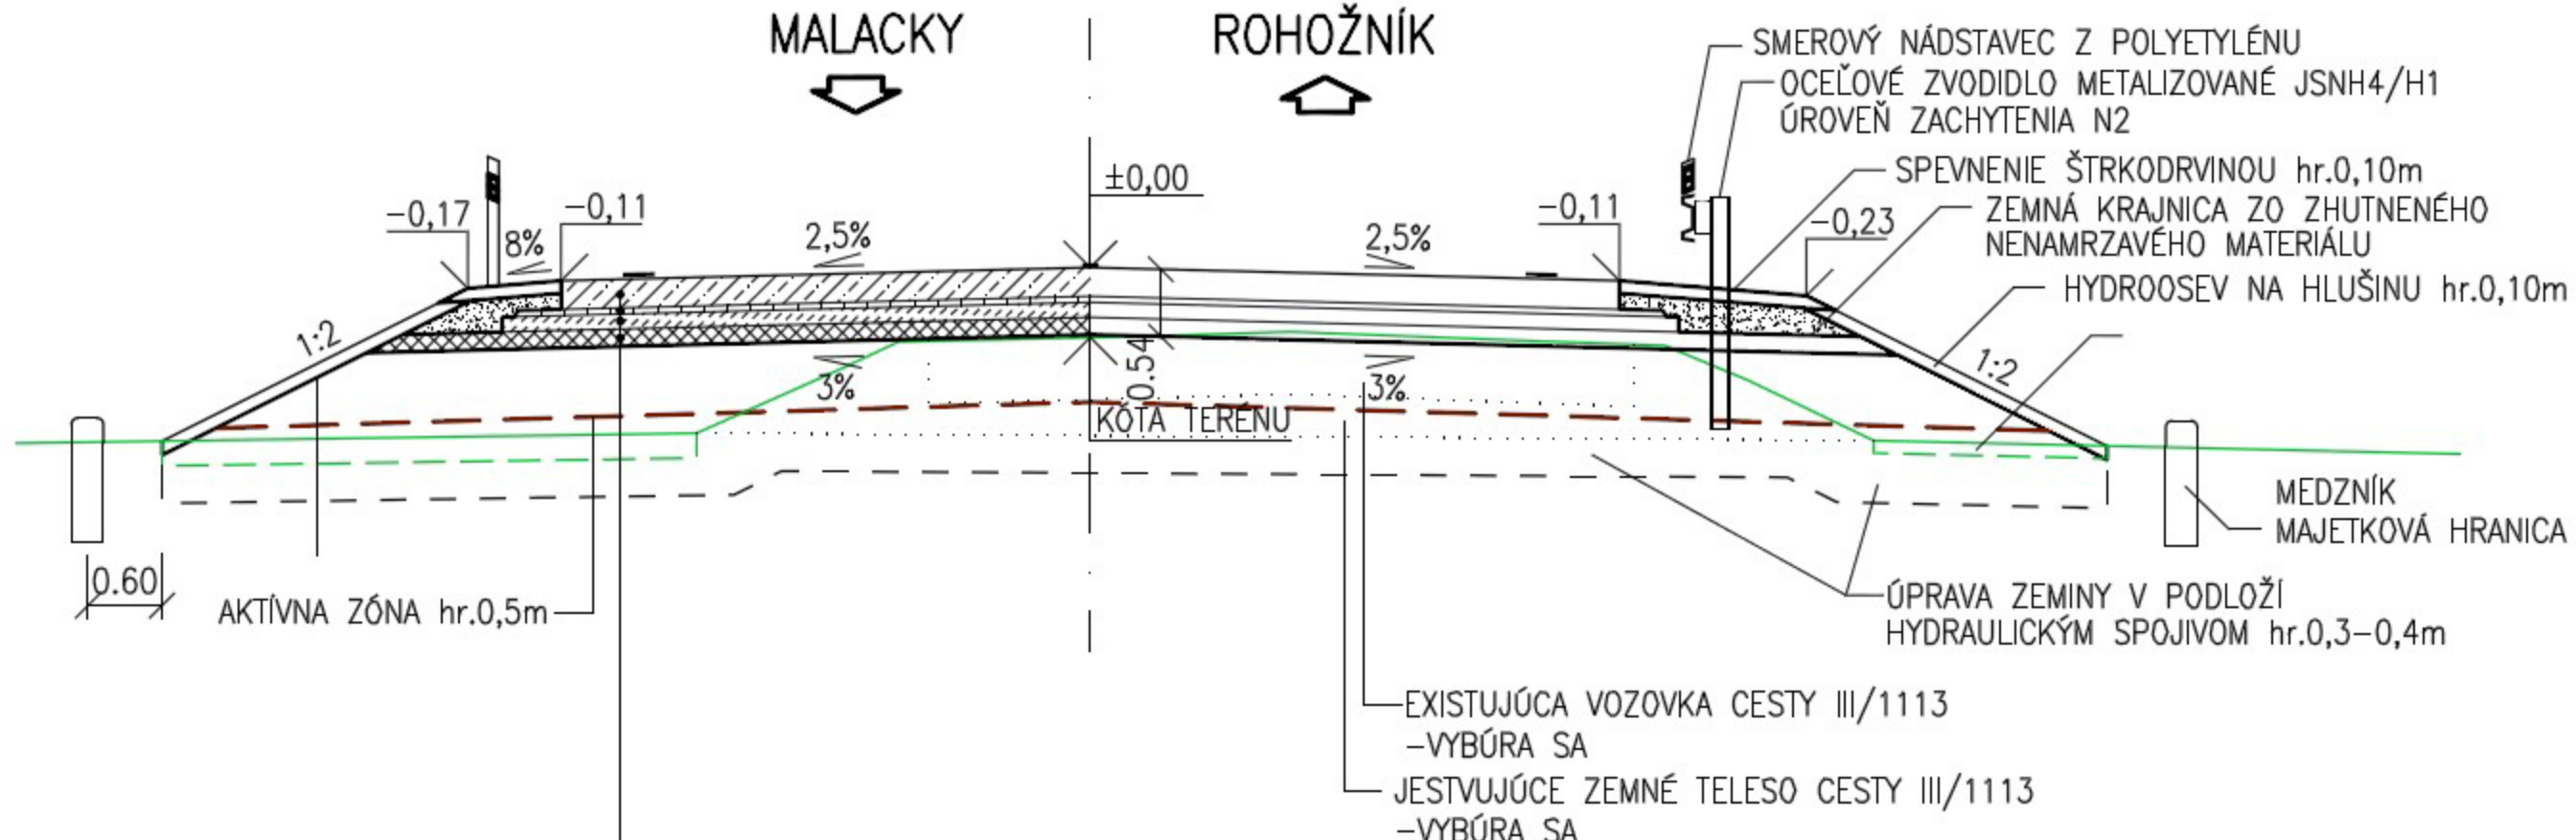 MALACKY
ROHOŽNÍK
SMEROVÝ NÁDSTAVEC Z POLYETYLÉNU
OCEĽOVÉ ZVODIDLO METALIZOVANÉ JSNH4/H1
ÚROVEŇ ZACHYTENIA N2
SPEVNENIE ŠTRKODRVINOU hr.0,10m
ZEMNÁ KRAJNICA ZO ZHUTNENÉHO
NENAMRZAVÉHO MATERIÁLU
HYDROOSEV NA HLUŠINU hr.0,10m
±0,00
-0,17
-0,11
-0,11
-0,23
8%
2,5%
2,5%
1:2
1:2
3%
0.54
3%
KÓTA TERÉNU
0.60
AKTÍVNA ZÓNA hr.0,5m
MEDZNÍK
MAJETKOVÁ HRANICA
ÚPRAVA ZEMINY V PODLOŽÍ
HYDRAULICKÝM SPOJIVOM hr.0,3-0,4m
EXISTUJÚCA VOZOVKA CESTY III/1113
-VYBÚRA SA
JESTVUJÚCE ZEMNÉ TELESO CESTY III/1113
-VYBÚRA SA